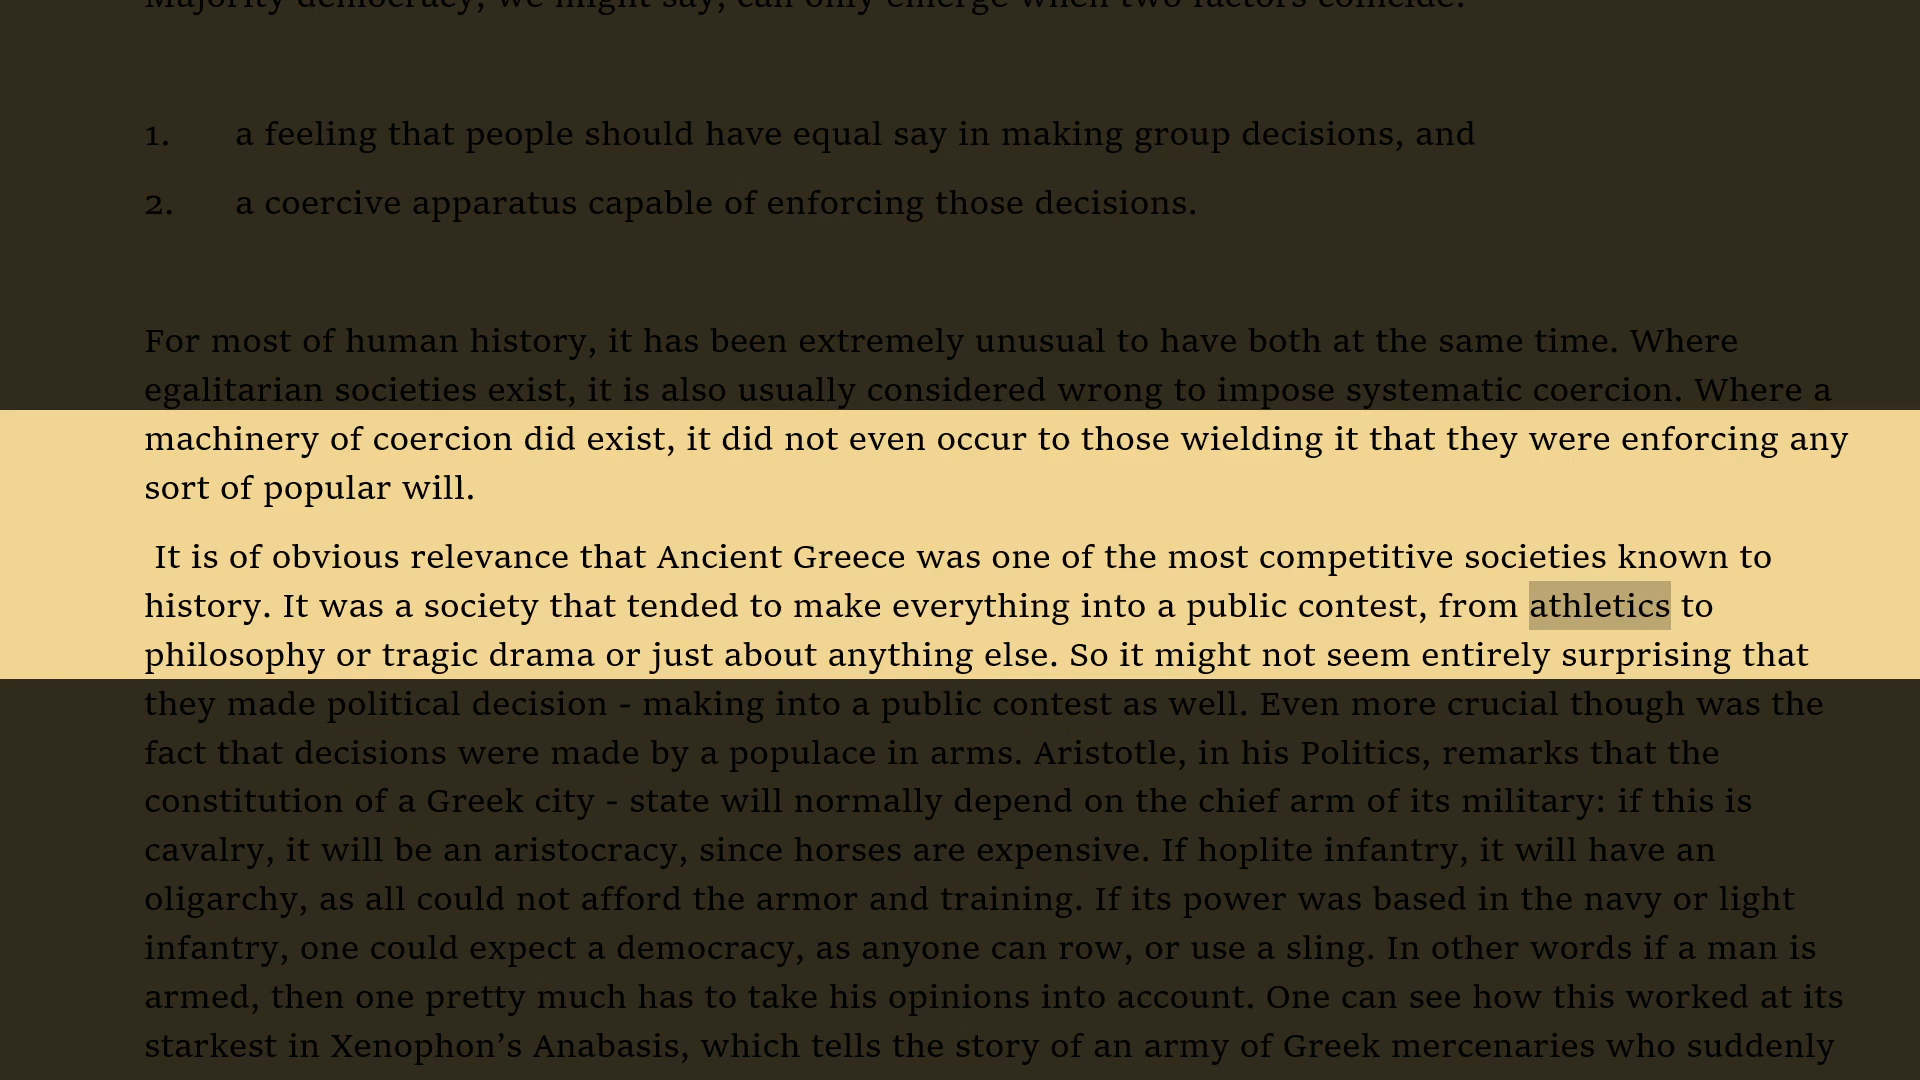 Majority democracy, we might say, can only emerge when two factors coincide:
1. a feeling that people should have equal say in making group decisions, and
2. a coercive apparatus capable of enforcing those decisions.
For most of human history, it has been extremely unusual to have both at the same time. Where
egalitarian societies exist, it is also usually considered wrong to impose systematic coercion. Where a
machinery of coercion did exist, it did not even occur to those wielding it that they were enforcing any
sort of popular will.
It is of obvious relevance that Ancient Greece was one of the most competitive societies known to
history. It was a society that tended to make everything into a public contest, from athletics to
philosophy or tragic drama or just about anything else. So it might not seem entirely surprising that
they made political decision - making into a public contest as well. Even more crucial though was the
fact that decisions were made by a populace in arms. Aristotle, in his Politics, remarks that the
constitution of a Greek city - state will normally depend on the chief arm of its military: if this is
cavalry, it will be an aristocracy, since horses are expensive. If hoplite infantry, it will have an
oligarchy, as all could not afford the armor and training. If its power was based in the navy or light
infantry, one could expect a democracy, as anyone can row, or use a sling. In other words if a man is
armed, then one pretty much has to take his opinions into account. One can see how this worked at its
starkest in Xenophon’s Anabasis, which tells the story of an army of Greek mercenaries who suddenly